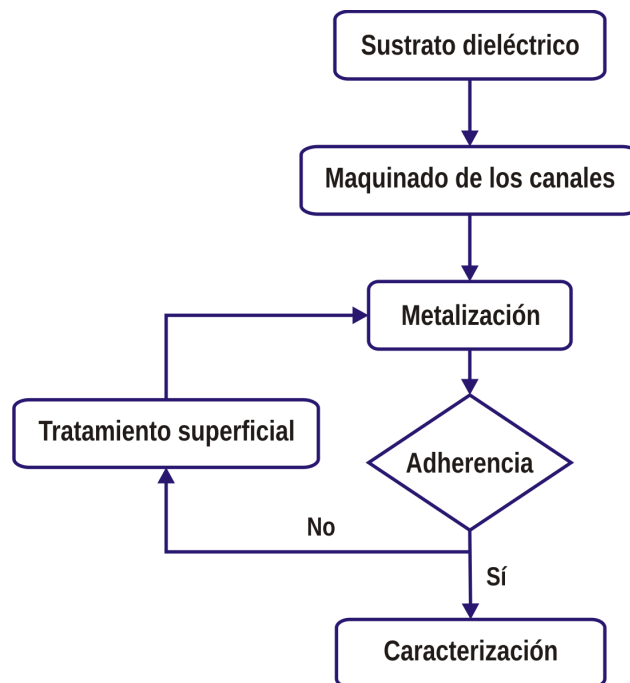 Sustrato dieléctrico
Maquinado de los canales
Metalización
Tratamiento superficial
Adherencia
No
Sí
Caracterización